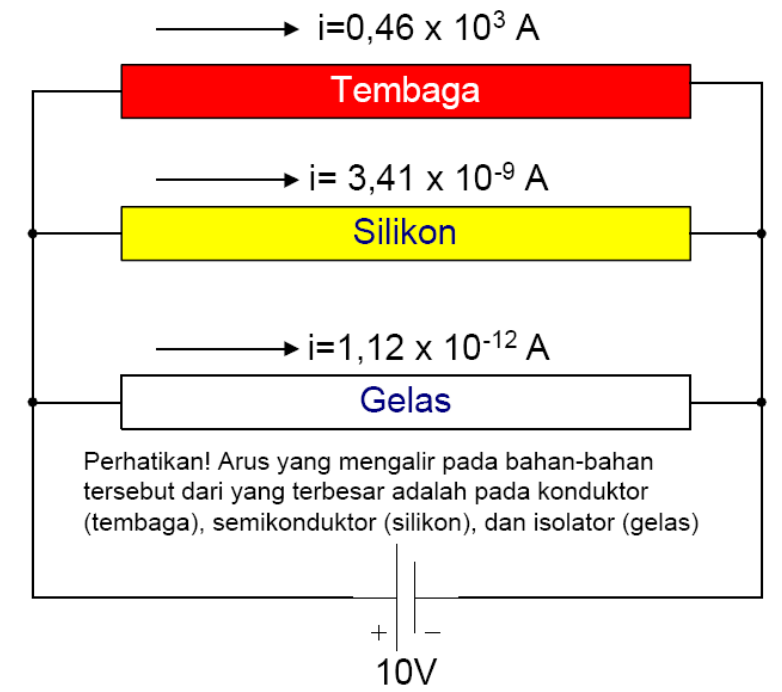 i=0,46 x 10³ A
Tembaga
i= 3,41 x 10⁻⁹ A
Silikon
i=1,12 x 10⁻¹² A
Gelas
Perhatikan! Arus yang mengalir pada bahan-bahan
tersebut dari yang terbesar adalah pada konduktor
(tembaga), semikonduktor (silikon), dan isolator (gelas)
+ −
10V